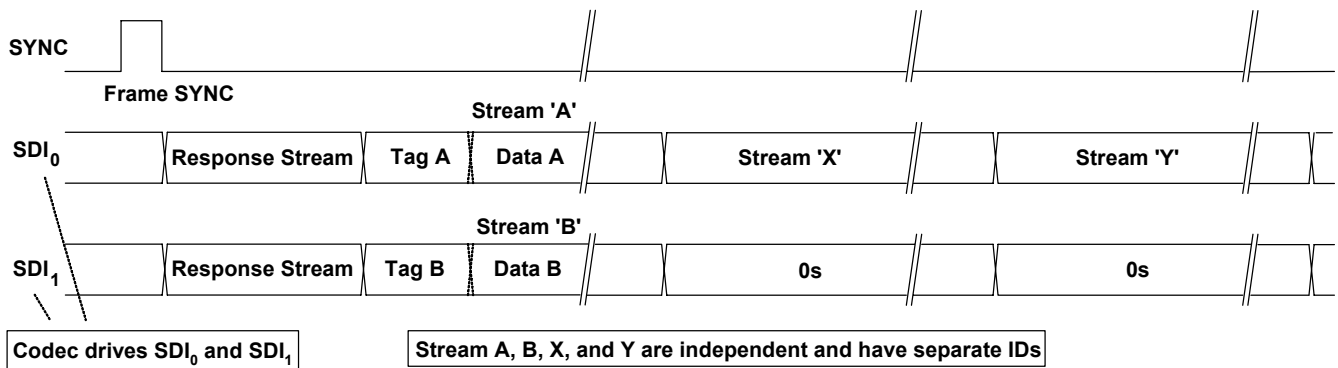 SYNC
Frame SYNC
Stream 'A'
SDI0 Response Stream Tag A Data A Stream 'X' Stream 'Y'
Stream 'B'
SDI1 Response Stream Tag B Data B 0s 0s
Codec drives SDI0 and SDI1 Stream A, B, X, and Y are independent and have separate IDs